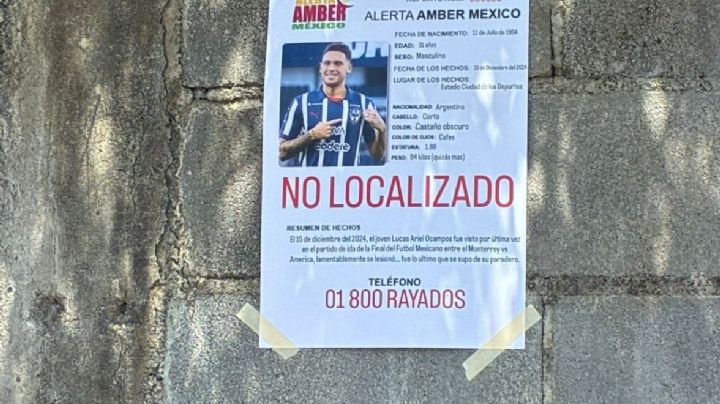 ALERTA
AMBER
MÉXICO
ALERTA AMBER MEXICO
FECHA DE NACIMIENTO: 11 de Julio de 1994
EDAD: 31 años
SEXO: Masculino
FECHA DE LOS HECHOS: 15 de Diciembre del 2024
LUGAR DE LOS HECHOS:
Estadio Ciudad de los Deportes
NACIONALIDAD: Argentino
CABELLO: Corto
COLOR: Castaño obscuro
COLOR DE OJOS: Cafes
ESTATURA: 1.88
PESO: 84 kilos (quizás mas)
BBVA
codere
NO LOCALIZADO
RESUMEN DE HECHOS
El 15 de diciembre del 2024, el joven Lucas Ariel Ocampos fue visto por última vez
en el partido de ida de la Final del Futbol Mexicano entre el Monterrey vs
America, lamentablemente se lesionó... fue lo ultimo que se supo de su paradero.
TELÉFONO
01 800 RAYADOS